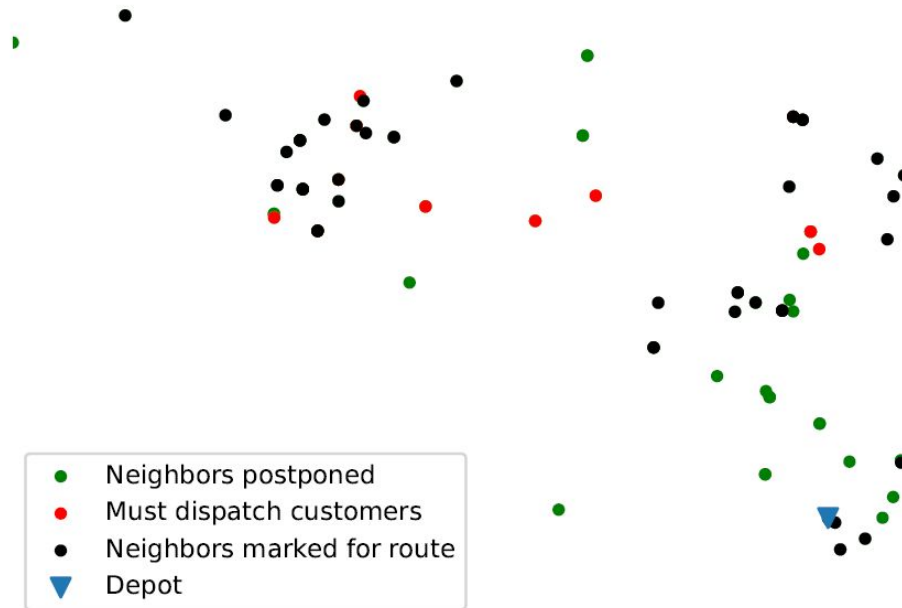 Neighbors postponed
Must dispatch customers
Neighbors marked for route
Depot